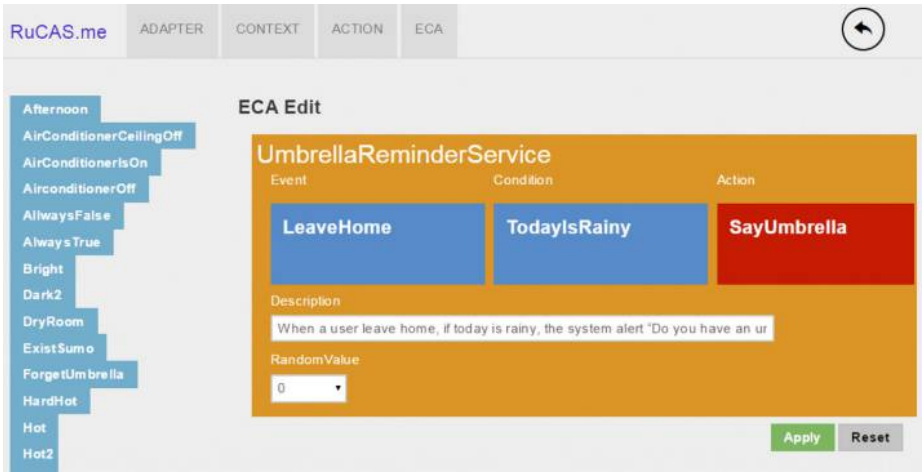 RuCAS.me ADAPTER CONTEXT ACTION ECA
ECA Edit
Afternoon
AirConditionerCeilingOff
AirConditionerIsOn
AirconditionerOff
AllwaysFalse
AlwaysTrue
Bright
Dark2
DryRoom
ExistSumo
ForgetUmbrella
HardHot
Hot
Hot2
UmbrellaReminderService
Event Condition Action
LeaveHome TodayIsRainy SayUmbrella
Description
When a user leave home, if today is rainy, the system alert "Do you have an ur
RandomValue
0
Apply Reset